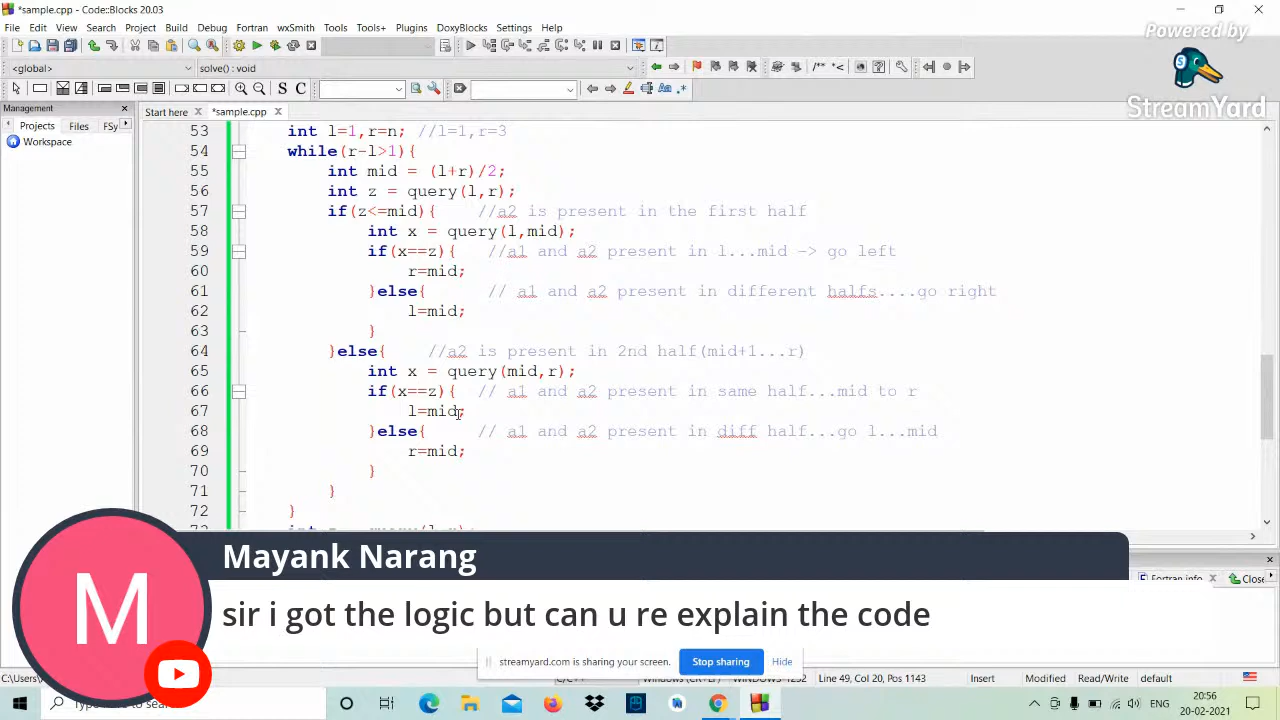 *sample.cpp - Code::Blocks 20.03
File Edit View Search Project Build Debug Fortran wxSmith Tools Tools+ Plugins DoxyBlocks Settings Help
Powered by
StreamYard
<global> solve() : void
Management
Start here *sample.cpp
Projects Files FSy
Workspace
53 int l=1,r=n; //l=1,r=3
54 while(r-l>1){
55 int mid = (l+r)/2;
56 int z = query(l,r);
57 if(z<=mid){ //a2 is present in the first half
58 int x = query(l,mid);
59 if(x==z){ //a1 and a2 present in l...mid -> go left
60 r=mid;
61 }else{ // a1 and a2 present in different halfs....go right
62 l=mid;
63 }
64 }else{ //a2 is present in 2nd half(mid+1...r)
65 int x = query(mid,r);
66 if(x==z){ // a1 and a2 present in same half...mid to r
67 l=mid;
68 }else{ // a1 and a2 present in diff half...go l...mid
69 r=mid;
70 }
71 }
72 }
M
Mayank Narang
sir i got the logic but can u re explain the code
Fortran info Close
streamyard.com is sharing your screen. Stop sharing Hide
Line 49, Col 20, Pos 1143 Insert Modified Read/Write default
ENG 20:56
20-02-2021